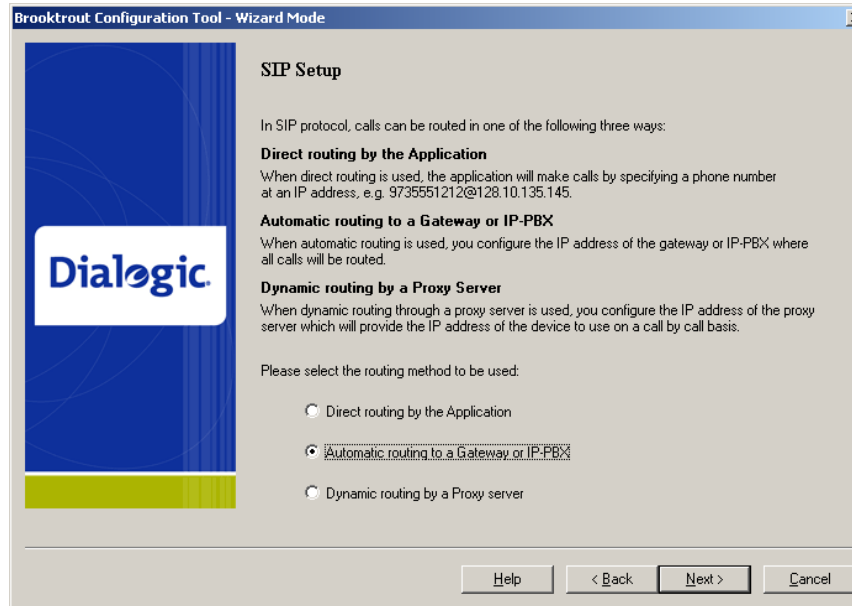 Brooktrout Configuration Tool - Wizard Mode
SIP Setup
In SIP protocol, calls can be routed in one of the following three ways:
Direct routing by the Application
When direct routing is used, the application will make calls by specifying a phone number
at an IP address, e.g. 9735551212@128.10.135.145.
Automatic routing to a Gateway or IP-PBX
When automatic routing is used, you configure the IP address of the gateway or IP-PBX where
all calls will be routed.
Dialogic.
Dynamic routing by a Proxy Server
When dynamic routing through a proxy server is used, you configure the IP address of the proxy
server which will provide the IP address of the device to use on a call by call basis.
Please select the routing method to be used:
Direct routing by the Application
Automatic routing to a Gateway or IP-PBX
Dynamic routing by a Proxy server
Help
< Back
Next >
Cancel